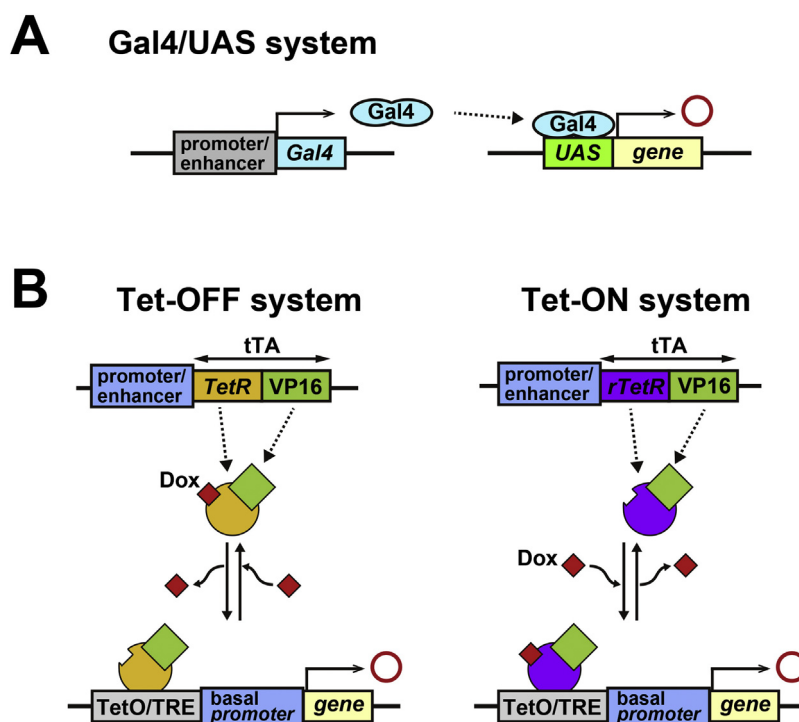 A
Gal4/UAS system
promoter/
enhancer
Gal4
Gal4
Gal4
UAS
gene
B
Tet-OFF system
tTA
promoter/
enhancer
TetR
VP16
Dox
TetO/TRE
basal
promoter
gene
Tet-ON system
tTA
promoter/
enhancer
rTetR
VP16
Dox
TetO/TRE
basal
promoter
gene